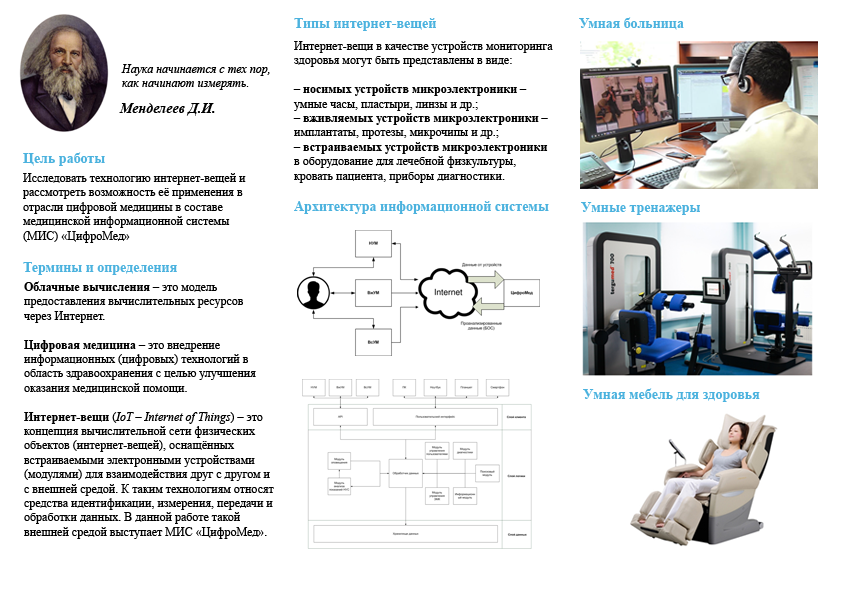 Наука начинается с тех пор,
как начинают измерять.
Менделеев Д.И.
Цель работы
Исследовать технологию интернет-вещей и
рассмотреть возможность её применения в
отрасли цифровой медицины в составе
медицинской информационной системы
(МИС) «ЦифроМед»
Термины и определения
Облачные вычисления – это модель
предоставления вычислительных ресурсов
через Интернет.
Цифровая медицина – это внедрение
информационных (цифровых) технологий в
область здравоохранения с целью улучшения
оказания медицинской помощи.
Интернет-вещи (IoT – Internet of Things) – это
концепция вычислительной сети физических
объектов (интернет-вещей), оснащённых
встраиваемыми электронными устройствами
(модулями) для взаимодействия друг с другом и
с внешней средой. К таким технологиям относят
средства идентификации, измерения, передачи и
обработки данных. В данной работе такой
внешней средой выступает МИС «ЦифроМед».
Типы интернет-вещей
Интернет-вещи в качестве устройств мониторинга
здоровья могут быть представлены в виде:
– носимых устройств микроэлектроники –
умные часы, пластыри, линзы и др.;
– вживляемых устройств микроэлектроники –
имплантаты, протезы, микрочипы и др.;
– встраиваемых устройств микроэлектроники
в оборудование для лечебной физкультуры,
кровать пациента, приборы диагностики.
Архитектура информационной системы
НУМ
ВжУМ
ВсУМ
Internet
Данные от устройств
ЦифроМед
Проанализированные
данные (БОС)
Пользовательский интерфейс
Обработка данных
Умная больница
Умные тренажеры
Умная мебель для здоровья